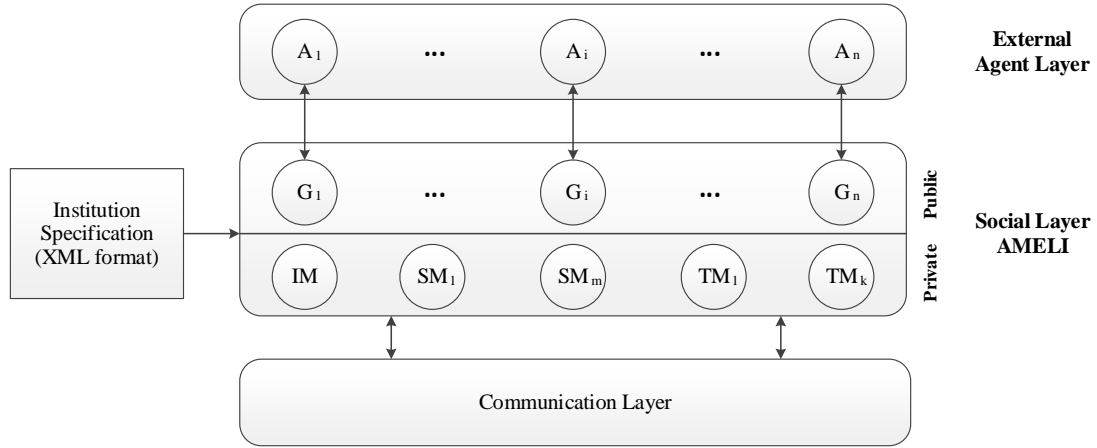 A1 ... Ai ... An
External
Agent Layer
G1 ... Gi ... Gn
Public
Institution
Specification
(XML format)
Social Layer
AMELI
IM SM1 SMm TM1 TMk
Private
Communication Layer